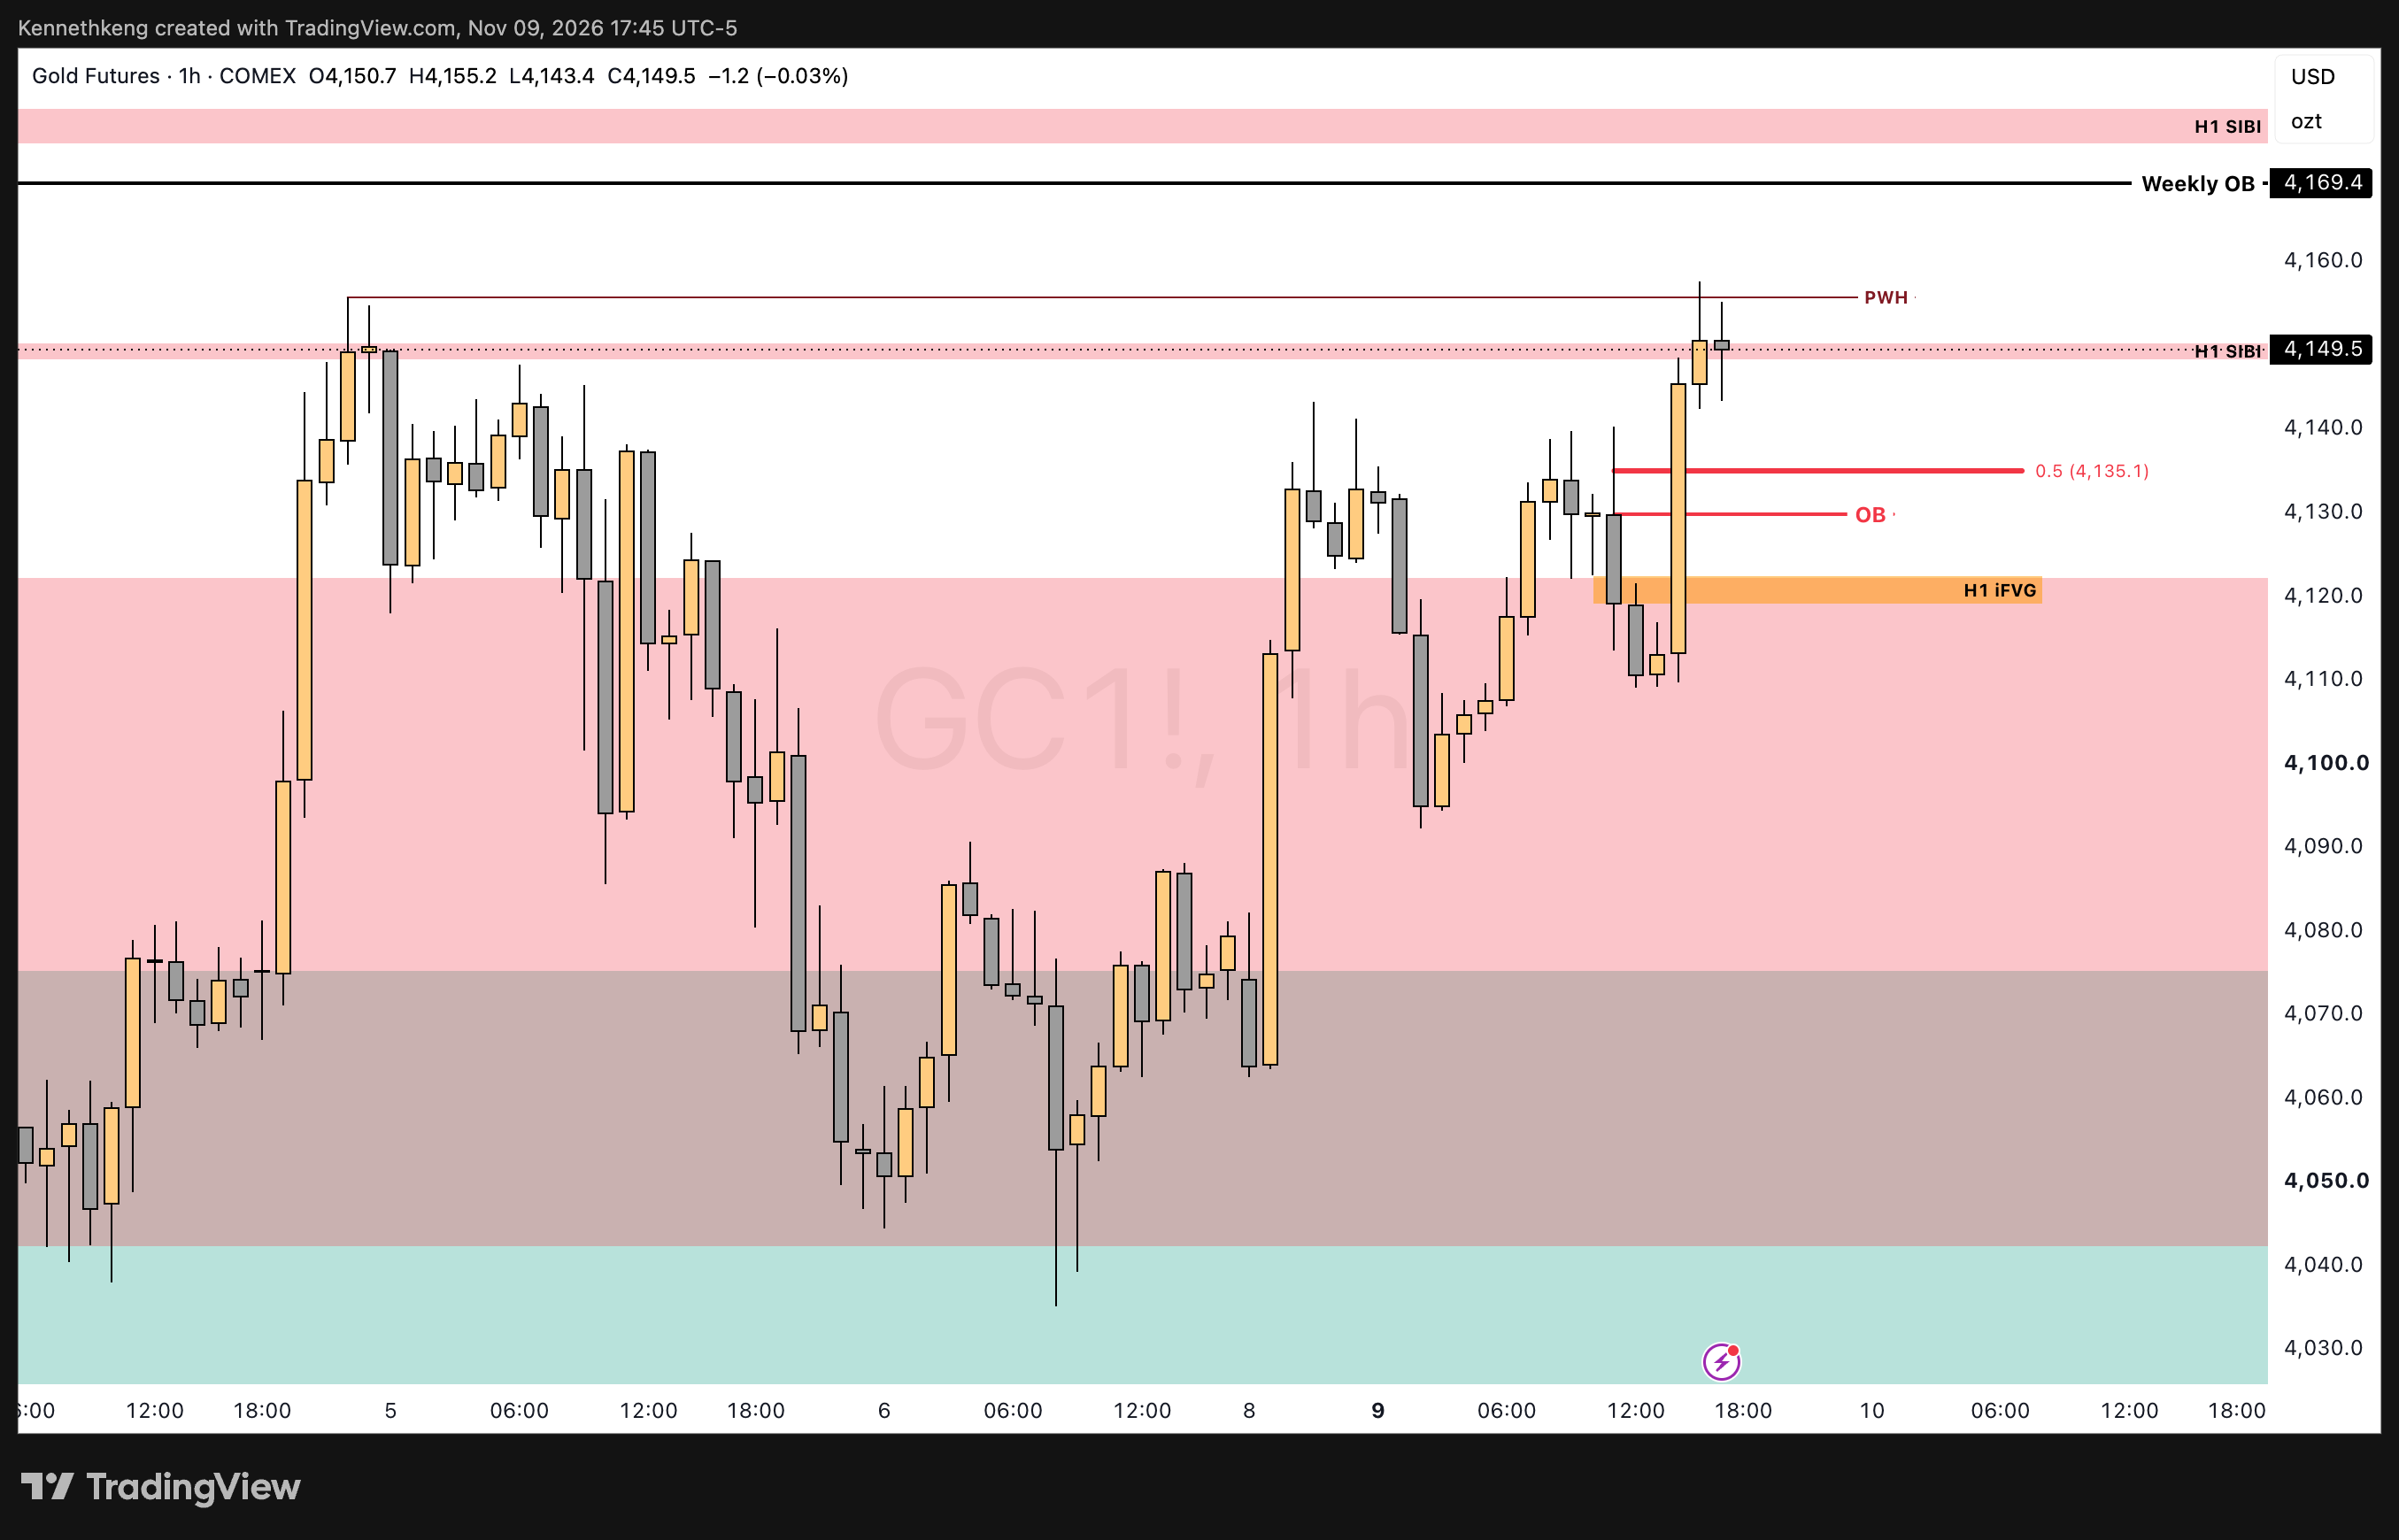 Kennethkeng created with TradingView.com, Nov 09, 2026 17:45 UTC-5
Gold Futures · 1h · COMEX O4,150.7 H4,155.2 L4,143.4 C4,149.5 −1.2 (−0.03%)
USD
ozt
H1 SIBI
Weekly OB
4,169.4
4,160.0
PWH
H1 SIBI
4,149.5
4,140.0
0.5 (4,135.1)
OB
4,130.0
H1 iFVG
4,120.0
GC1!, 1h
4,110.0
4,100.0
4,090.0
4,080.0
4,070.0
4,060.0
4,050.0
4,040.0
4,030.0
:00 12:00 18:00 5 06:00 12:00 18:00 6 06:00 12:00 8 9 06:00 12:00 18:00 10 06:00 12:00 18:00
TradingView